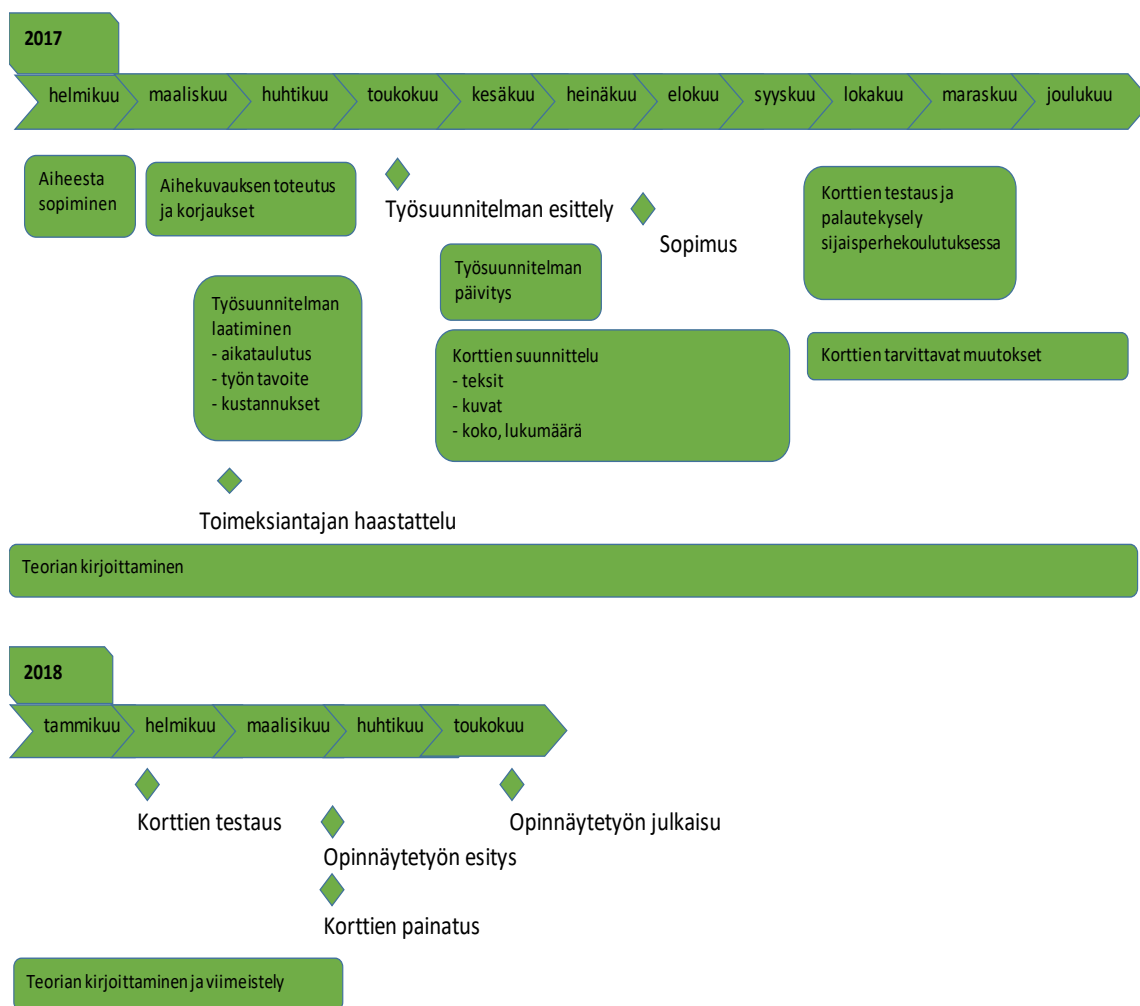 2017
helmikuu maaliskuu huhtikuu toukokuu kesäkuu heinäkuu elokuu syyskuu lokakuu maraskuu joulukuu
Aiheesta
sopiminen
Aihekuvauksen toteutus
ja korjaukset
Työsuunnitelman esittely
Sopimus
Korttien testaus ja
palautekysely
sijaisperhekoulutuksessa
Työsuunnitelman
päivitys
Työsuunnitelman
laatiminen
- aikataulutus
- työn tavoite
- kustannukset
Korttien suunnittelu
- teksit
- kuvat
- koko, lukumäärä
Korttien tarvittavat muutokset
Toimeksiantajan haastattelu
Teorian kirjoittaminen
2018
tammikuu helmikuu maalisikuu huhtikuu toukokuu
Korttien testaus
Opinnäytetyön julkaisu
Opinnäytetyön esitys
Korttien painatus
Teorian kirjoittaminen ja viimeistely